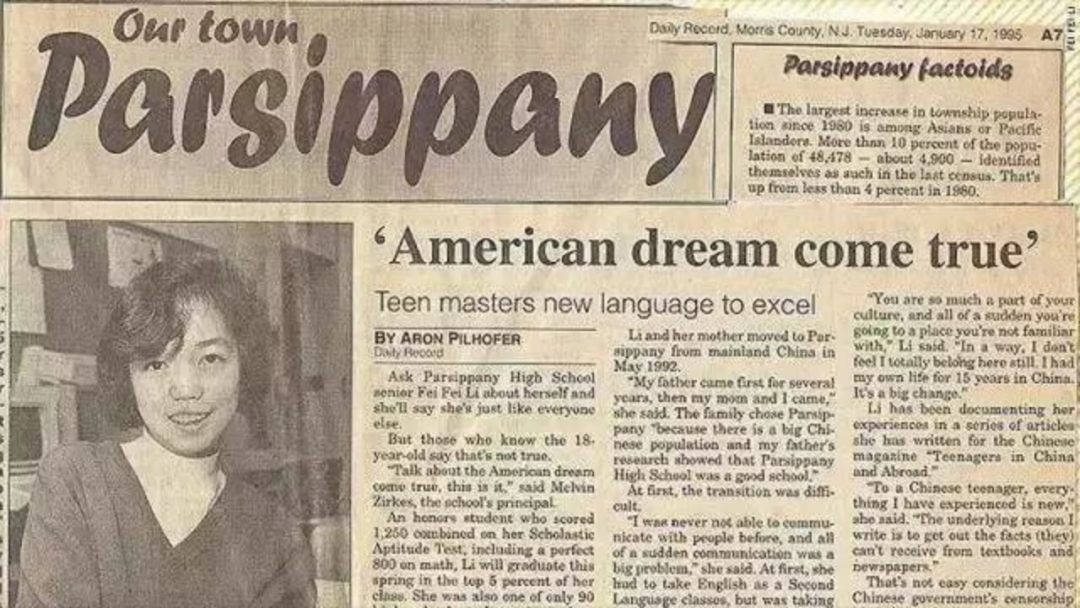 Our town
Parsippany
Daily Record, Morris County, N.J. Tuesday, January 17, 1995 A7
FEI FEI LI
Parsippany factoids
■ The largest increase in township popula-
tion since 1980 is among Asians or Pacific
Islanders. More than 10 percent of the popu-
lation of 48,478 — about 4,900 — identified
themselves as such in the last census. That's
up from less than 4 percent in 1980.
‘American dream come true’
Teen masters new language to excel
BY ARON PILHOFER
Daily Record
Ask Parsippany High School
senior Fei Fei Li about herself and
she'll say she's just like everyone
else.
But those who know the 18-
year-old say that's not true.
"Talk about the American dream
come true, this is it," said Melvin
Zirkes, the school's principal.
An honors student who scored
1,250 combined on her Scholastic
Aptitude Test, including a perfect
800 on math, Li will graduate this
spring in the top 5 percent of her
class. She was also one of only 90
Li and her mother moved to Par-
sippany from mainland China in
May 1992.
"My father came first for several
years, then my mom and I came,"
she said. The family chose Parsip-
pany "because there is a big Chi-
nese population and my father's
research showed that Parsippany
High School was a good school."
At first, the transition was diffi-
cult.
"I was never not able to commu-
nicate with people before, and all
of a sudden communication was a
big problem," she said. At first, she
had to take English as a Second
Language classes, but was taking
"You are so much a part of your
culture, and all of a sudden you're
going to a place you're not familiar
with," Li said. "In a way, I don't
feel I totally belong here still. I had
my own life for 15 years in China.
It's a big change."
Li has been documenting her
experiences in a series of articles
she has written for the Chinese
magazine "Teenagers in China
and Abroad."
"To a Chinese teenager, every-
thing I have experienced is new,"
she said. "The underlying reason I
write is to get out the facts (they)
can't receive from textbooks and
newspapers."
That's not easy considering the
Chinese government's censorship